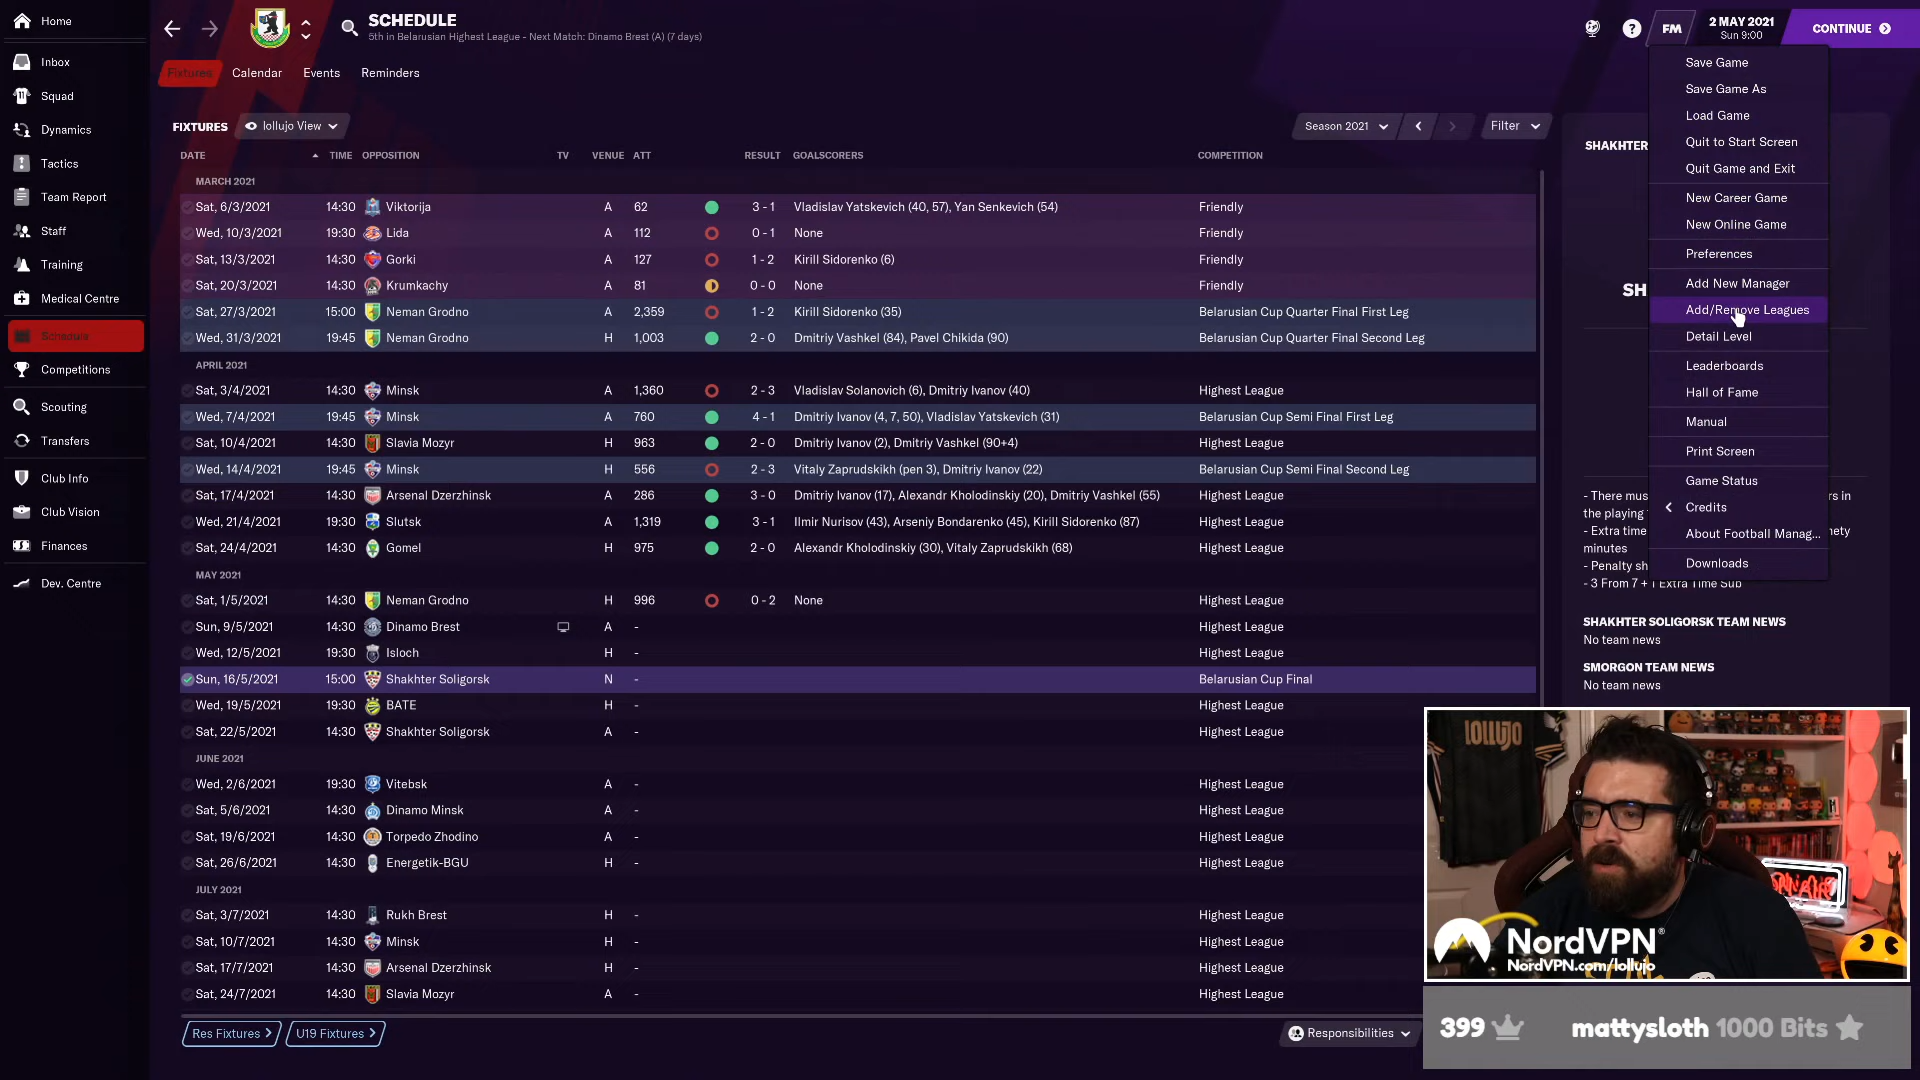 Home
Inbox
Squad
Dynamics
Tactics
Team Report
Staff
Training
Medical Centre
Schedule
Competitions
Scouting
Transfers
Club Info
Club Vision
Finances
Dev. Centre
SCHEDULE
5th in Belarusian Highest League - Next Match: Dinamo Brest (A) (7 days)
Fixtures Calendar Events Reminders
FM
2 MAY 2021
Sun 9:00
CONTINUE
FIXTURES lollujo View Season 2021 Filter
DATE TIME OPPOSITION TV VENUE ATT RESULT GOALSCORERS COMPETITION
MARCH 2021
Sat, 6/3/2021 14:30 Viktorija A 62 3 - 1 Vladislav Yatskevich (40, 57), Yan Senkevich (54) Friendly
Wed, 10/3/2021 19:30 Lida A 112 0 - 1 None Friendly
Sat, 13/3/2021 14:30 Gorki A 127 1 - 2 Kirill Sidorenko (6) Friendly
Sat, 20/3/2021 14:30 Krumkachy A 81 0 - 0 None Friendly
Sat, 27/3/2021 15:00 Neman Grodno A 2,359 1 - 2 Kirill Sidorenko (35) Belarusian Cup Quarter Final First Leg
Wed, 31/3/2021 19:45 Neman Grodno H 1,003 2 - 0 Dmitriy Vashkel (84), Pavel Chikida (90) Belarusian Cup Quarter Final Second Leg
APRIL 2021
Sat, 3/4/2021 14:30 Minsk A 1,360 2 - 3 Vladislav Solanovich (6), Dmitriy Ivanov (40) Highest League
Wed, 7/4/2021 19:45 Minsk A 760 4 - 1 Dmitriy Ivanov (4, 7, 50), Vladislav Yatskevich (31) Belarusian Cup Semi Final First Leg
Sat, 10/4/2021 14:30 Slavia Mozyr H 963 2 - 0 Dmitriy Ivanov (2), Dmitriy Vashkel (90+4) Highest League
Wed, 14/4/2021 19:45 Minsk H 556 2 - 3 Vitaly Zaprudskikh (pen 3), Dmitriy Ivanov (22) Belarusian Cup Semi Final Second Leg
Sat, 17/4/2021 14:30 Arsenal Dzerzhinsk A 286 3 - 0 Dmitriy Ivanov (17), Alexandr Kholodinskiy (20), Dmitriy Vashkel (55) Highest League
Wed, 21/4/2021 19:30 Slutsk A 1,319 3 - 1 Ilmir Nurisov (43), Arseniy Bondarenko (45), Kirill Sidorenko (87) Highest League
Sat, 24/4/2021 14:30 Gomel H 975 2 - 0 Alexandr Kholodinskiy (30), Vitaly Zaprudskikh (68) Highest League
MAY 2021
Sat, 1/5/2021 14:30 Neman Grodno H 996 0 - 2 None Highest League
Sun, 9/5/2021 14:30 Dinamo Brest A - Highest League
Wed, 12/5/2021 19:30 Isloch H - Highest League
Sun, 16/5/2021 15:00 Shakhter Soligorsk N - Belarusian Cup Final
Wed, 19/5/2021 19:30 BATE H - Highest League
Sat, 22/5/2021 14:30 Shakhter Soligorsk A - Highest League
JUNE 2021
Wed, 2/6/2021 19:30 Vitebsk A - Highest League
Sat, 5/6/2021 14:30 Dinamo Minsk A - Highest League
Sat, 19/6/2021 14:30 Torpedo Zhodino A - Highest League
Sat, 26/6/2021 14:30 Energetik-BGU H - Highest League
JULY 2021
Sat, 3/7/2021 14:30 Rukh Brest H - Highest League
Sat, 10/7/2021 14:30 Minsk H - Highest League
Sat, 17/7/2021 14:30 Arsenal Dzerzhinsk H - Highest League
Sat, 24/7/2021 14:30 Slavia Mozyr A - Highest League
Res Fixtures U19 Fixtures Responsibilities
Save Game
Save Game As
Load Game
Quit to Start Screen
Quit Game and Exit
New Career Game
New Online Game
Preferences
Add New Manager
Add/Remove Leagues
Detail Level
Leaderboards
Hall of Fame
Manual
Print Screen
Game Status
Credits
About Football Manag...
Downloads
SHAKHTER
SH
- There mus rs in
the playing
- Extra time nety
minutes
- Penalty sh
- 3 From 7 + 1 Extra Time Sub
SHAKHTER SOLIGORSK TEAM NEWS
No team news
SMORGON TEAM NEWS
No team news
lollujo
NordVPN®
NordVPN.com/lollujo
399 mattysloth 1000 Bits